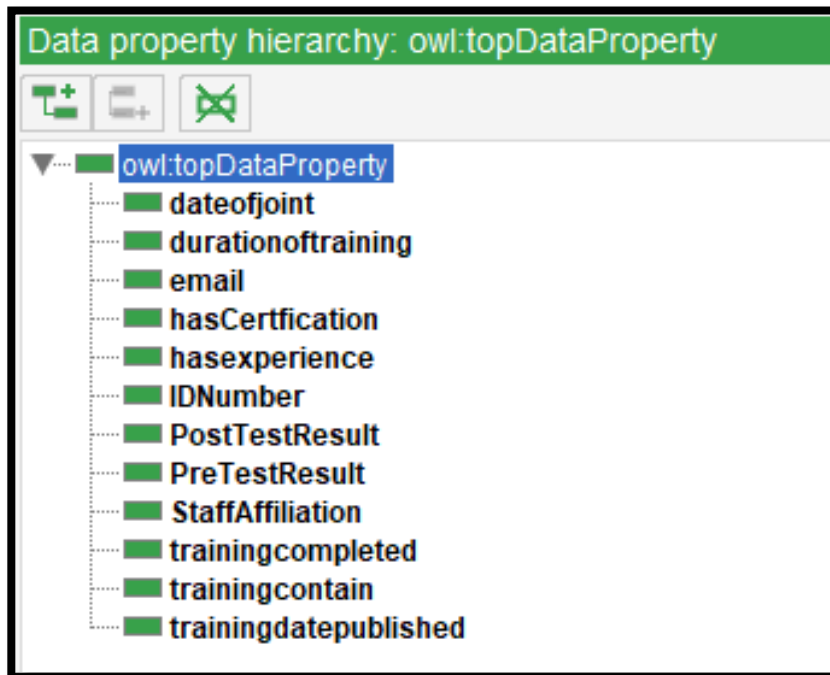 Data property hierarchy: owl:topDataProperty
owl:topDataProperty
dateofjoint
durationoftraining
email
hasCertfication
hasexperience
IDNumber
PostTestResult
PreTestResult
StaffAffiliation
trainingcompleted
trainingcontain
trainingdatepublished